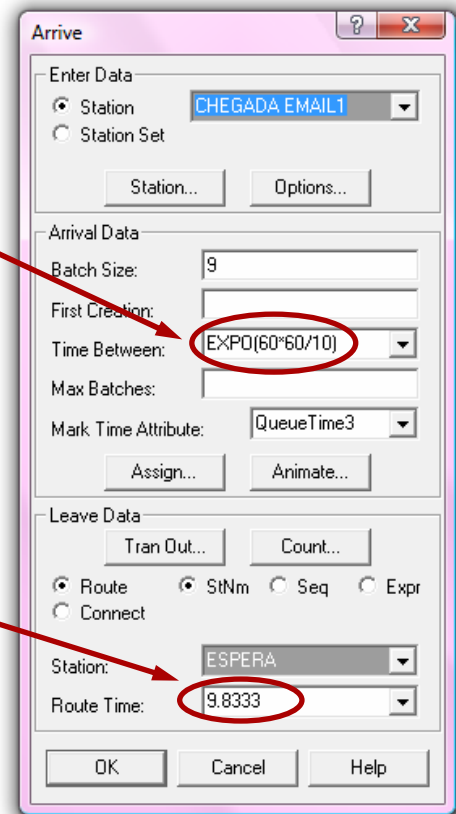 Arrive
Enter Data
Station CHEGADA EMAIL1
Station Set
Station... Options...
Arrival Data
Batch Size: 9
First Creation:
Time Between: EXPO(60*60/10)
Max Batches:
Mark Time Attribute: QueueTime3
Assign... Animate...
Leave Data
Tran Out... Count...
Route StNm Seq Expr
Connect
Station: ESPERA
Route Time: 9.8333
OK Cancel Help